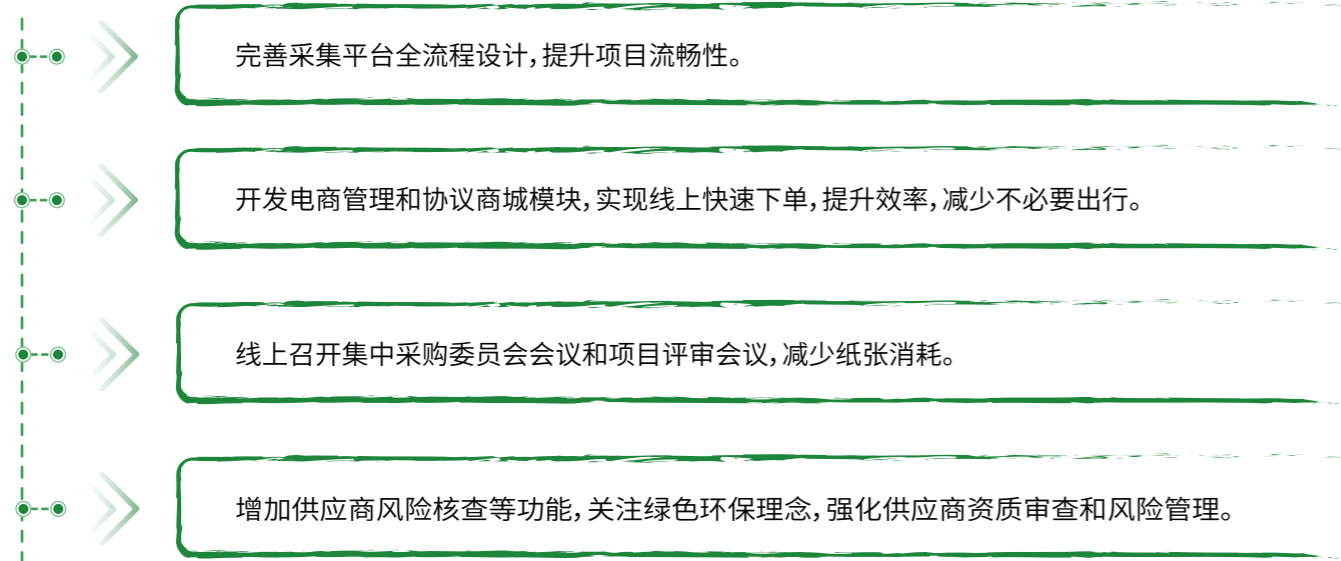 完善采集平台全流程设计，提升项目流畅性。
开发电商管理和协议商城模块，实现线上快速下单，提升效率，减少不必要出行。
线上召开集中采购委员会会议和项目评审会议，减少纸张消耗。
增加供应商风险核查等功能，关注绿色环保理念，强化供应商资质审查和风险管理。